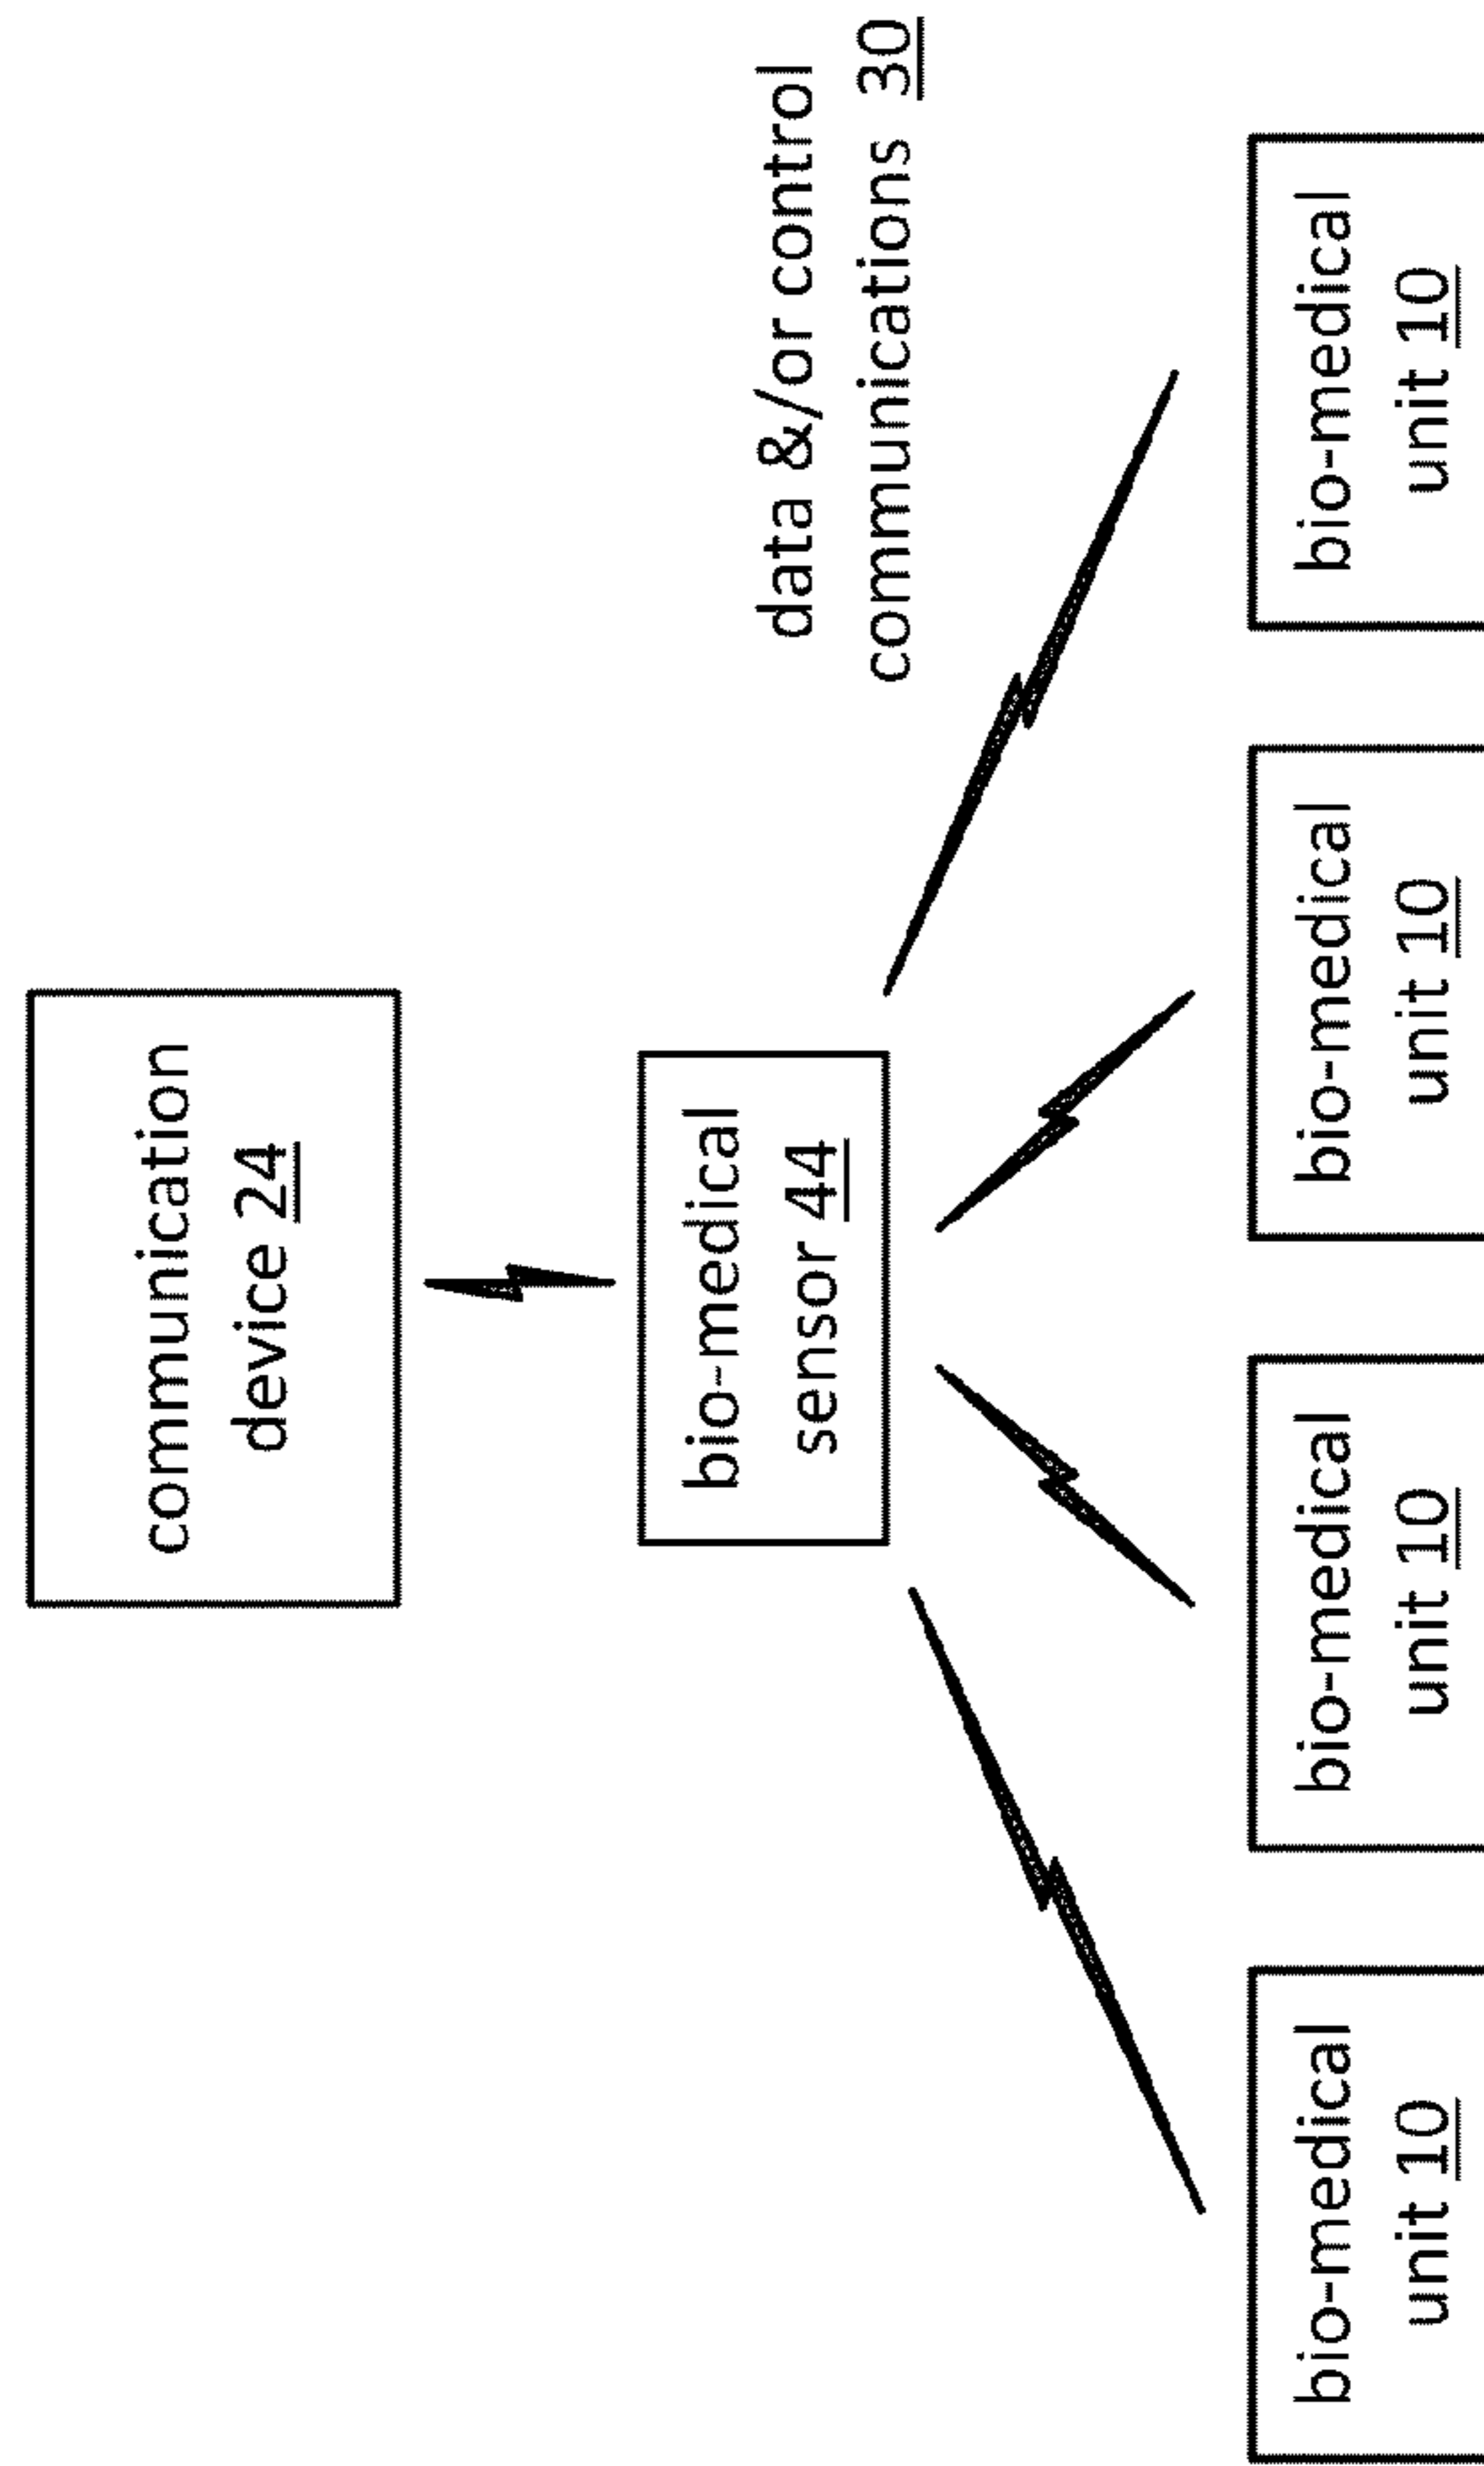 communication
device 24
data &/or control
communications 30
bio-medical
sensor 44
bio-medical
unit 10
bio-medical
unit 10
bio-medical
unit 10
bio-medical
unit 10